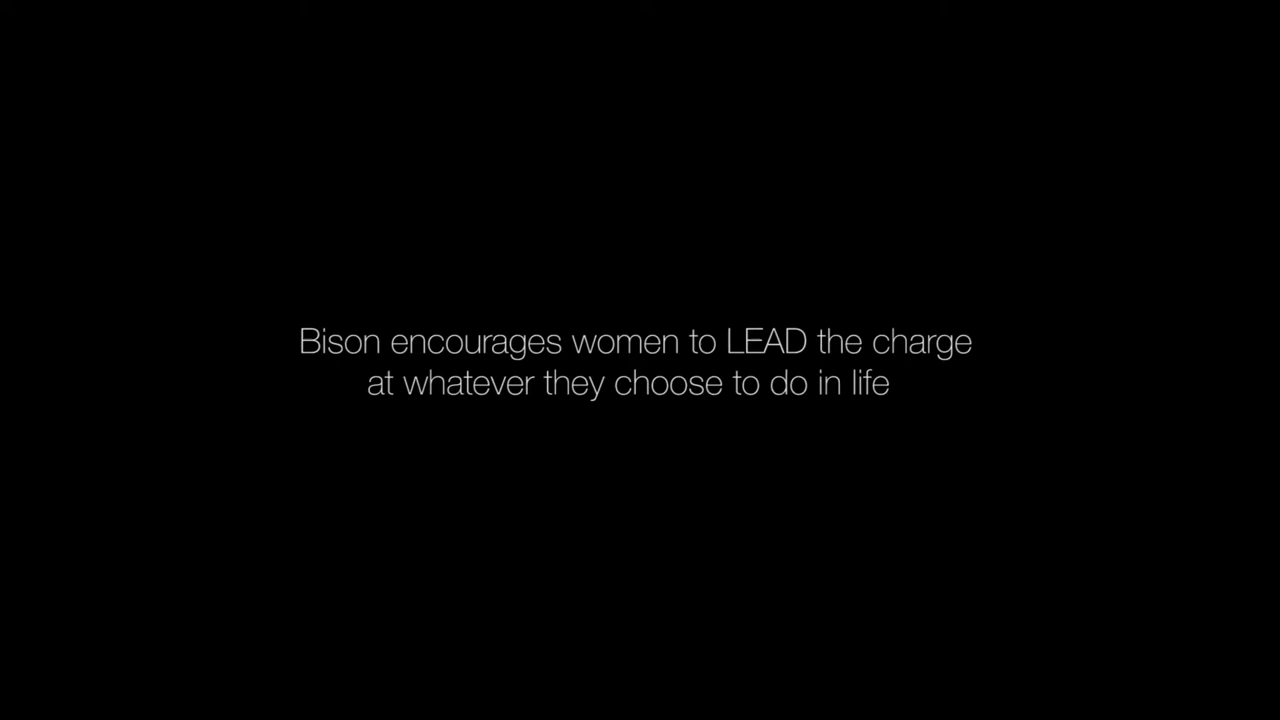 Bison encourages women to LEAD the charge
at whatever they choose to do in life